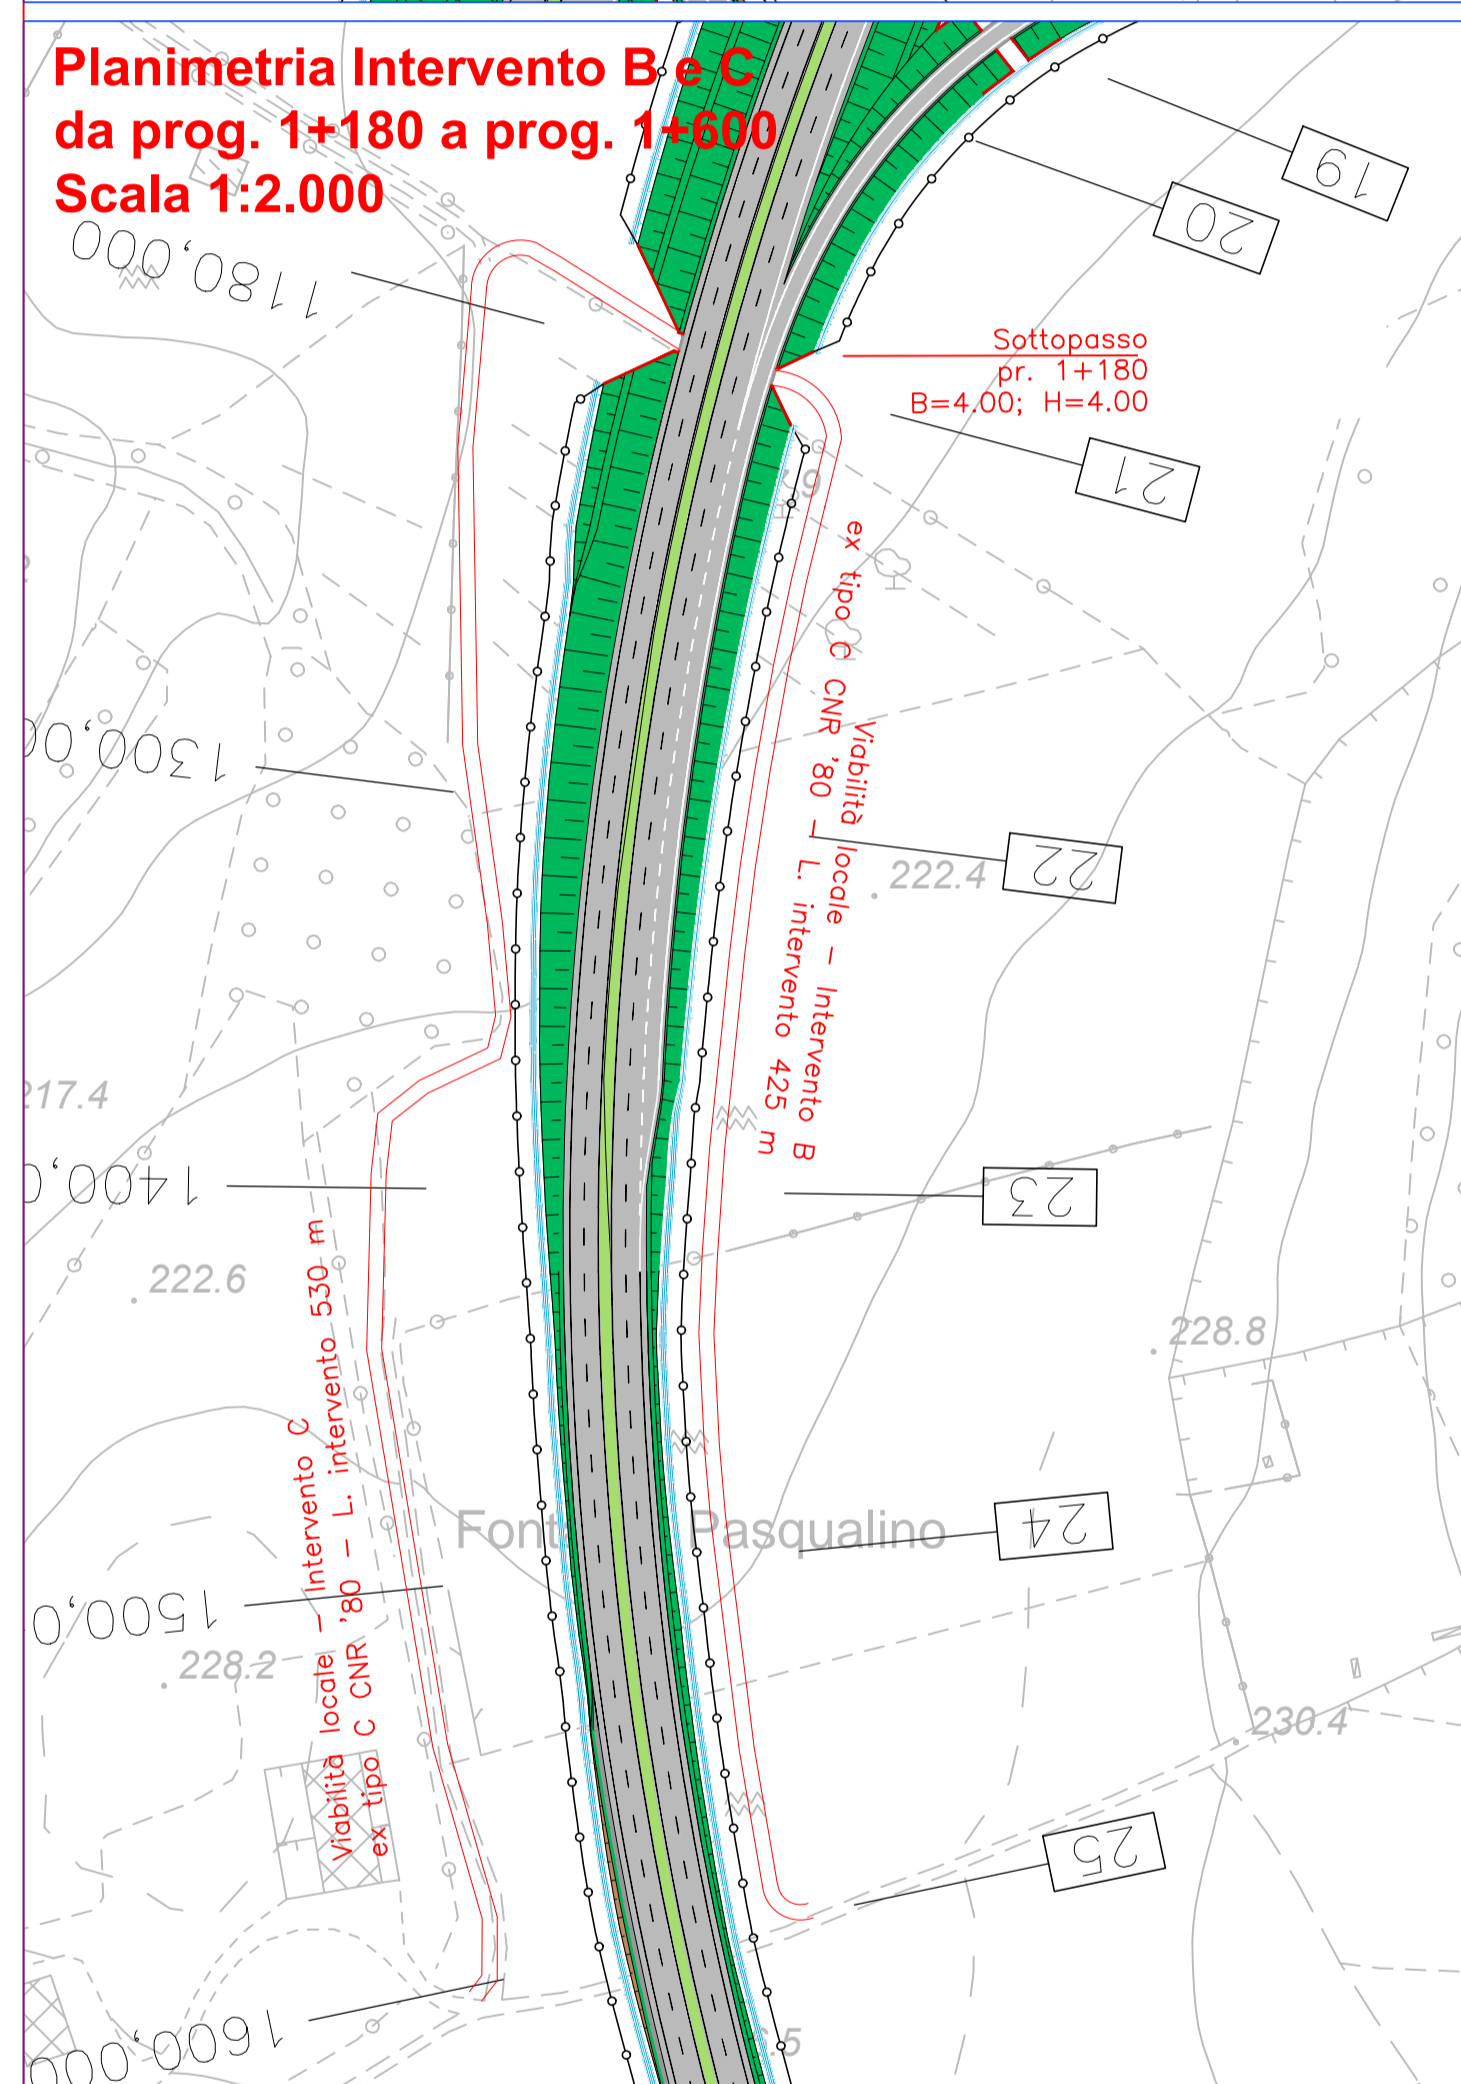 Planimetria Intervento B e C
da prog. 1+180 a prog. 1+600
Scala 1:2.000
19
20
1180,000
Sottopasso
pr. 1+180
B=4.00; H=4.00
21
Viabilità locale – Intervento B
ex tipo C CNR '80 – L. intervento 425 m
1300,00
22
222.4
217.4
1400,0
23
222.6
228.8
Viabilità locale – Intervento C
ex tipo C CNR '80 – L. intervento 530 m
24
Font
Pasqualino
1500,0
228.2
230.4
25
1600,000